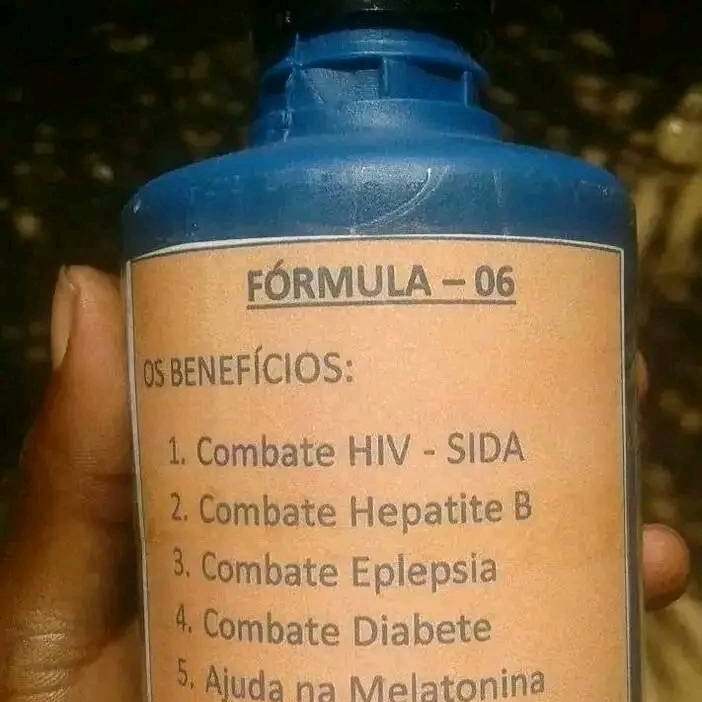 FÓRMULA – 06
OS BENEFÍCIOS:
1. Combate HIV - SIDA
2. Combate Hepatite B
3. Combate Eplepsia
4. Combate Diabete
5. Ajuda na Melatonina